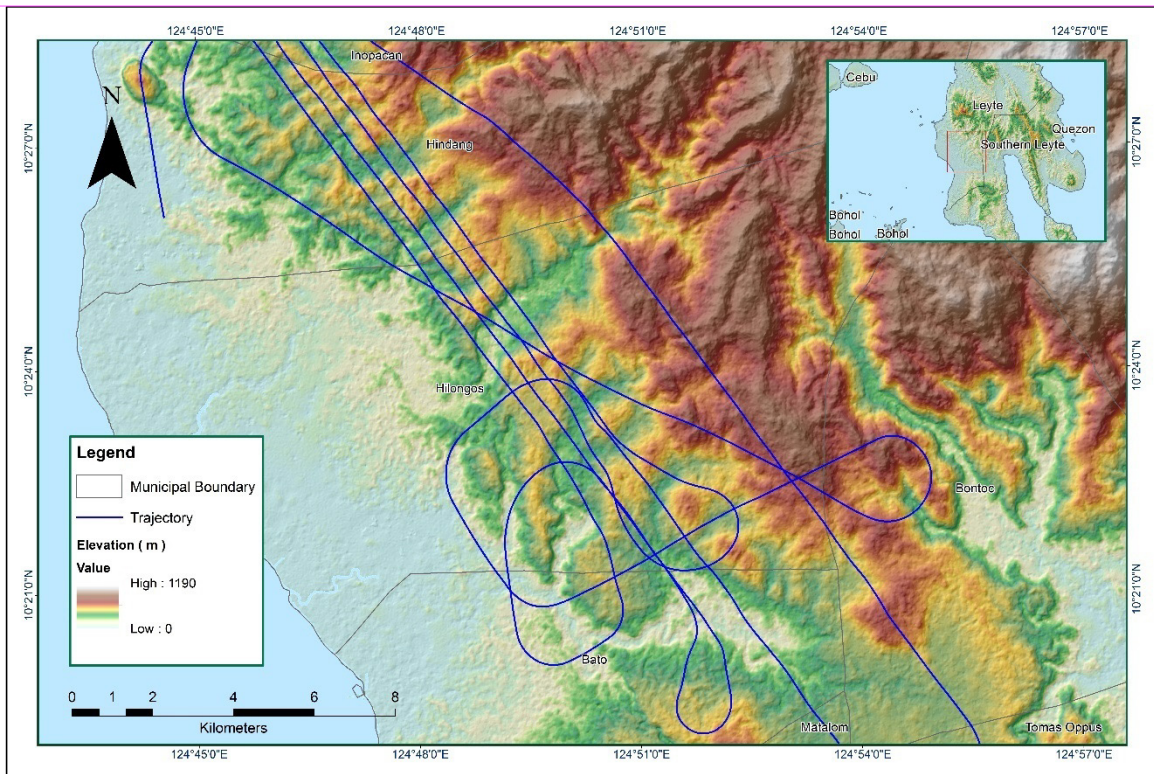 124°45'0"E 124°48'0"E 124°51'0"E 124°54'0"E 124°57'0"E
Inopacan
N
Cebu
Leyte
Quezon
Southern Leyte
Bohol
Bohol Bohol
10°27'0"N 10°27'0"N
Hindang
10°24'0"N 10°24'0"N
Hilongos
Bontoc
10°21'0"N 10°21'0"N
Bato
Matalom Tomas Oppus
Legend
Municipal Boundary
Trajectory
Elevation ( m )
Value
High : 1190
Low : 0
0 1 2 4 6 8
Kilometers
124°45'0"E 124°48'0"E 124°51'0"E 124°54'0"E 124°57'0"E